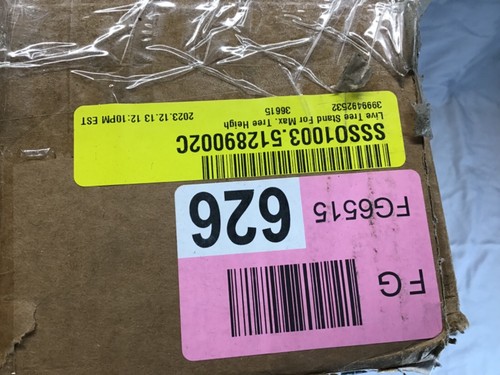 FG
FG6515 626
SSSO1003.51289002C
Live Tree Stand For Max. Tree Heigh
36615
2023.12.13 12:10PM EST